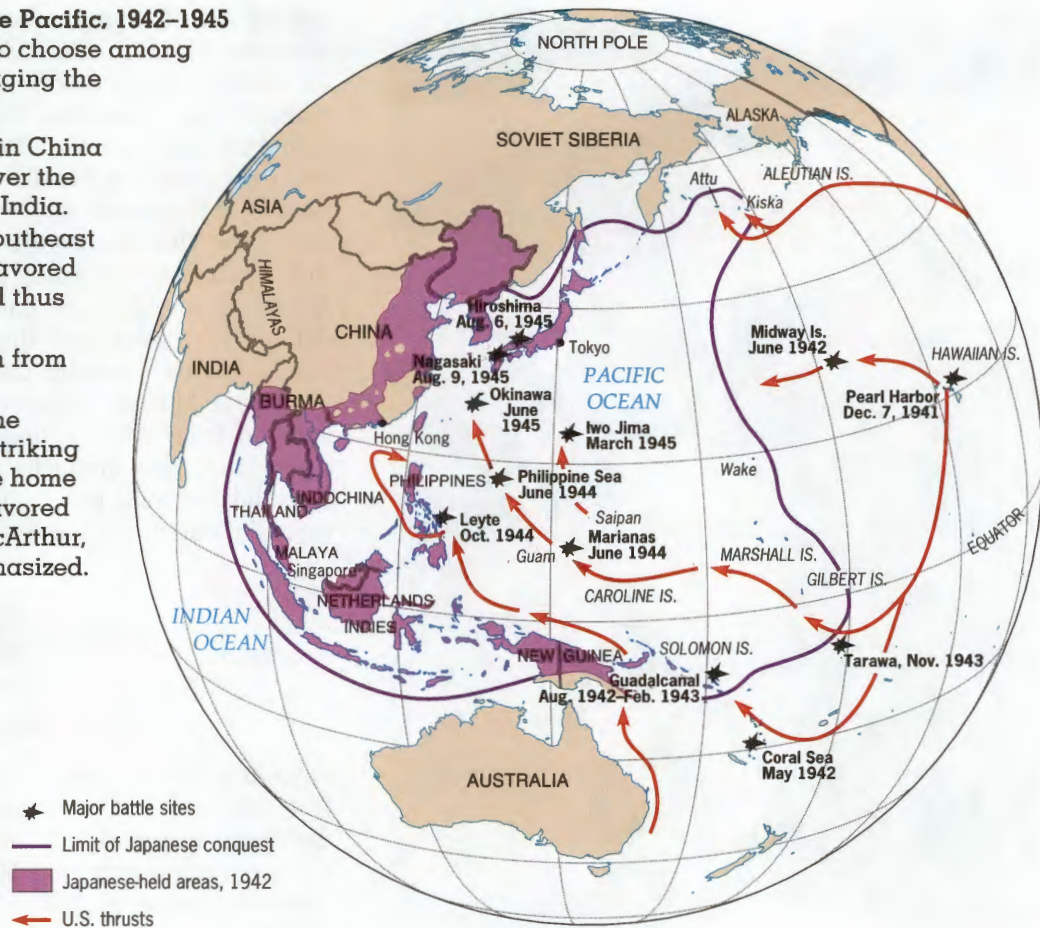 e Pacific, 1942–1945
o choose among
ging the
in China
ver the
India.
outheast
avored
l thus
n from
he
triking
e home
avored
cArthur,
hasized.
NORTH POLE
ALASKA
SOVIET SIBERIA
ALEUTIAN IS.
Attu
Kiska
ASIA
HIMALAYAS
CHINA
INDIA
BURMA
Hiroshima
Aug. 6, 1945
Tokyo
Nagasaki
Aug. 9, 1945
PACIFIC
OCEAN
Midway Is.
June 1942
HAWAIIAN IS.
Pearl Harbor
Dec. 7, 1941
Okinawa
June
1945
Iwo Jima
March 1945
Hong Kong
Wake
PHILIPPINES
Philippine Sea
June 1944
INDOCHINA
THAILAND
Leyte
Oct. 1944
Saipan
Marianas
June 1944
Guam
EQUATOR
MALAYA
Singapore
MARSHALL IS.
GILBERT IS.
CAROLINE IS.
NETHERLANDS
INDIES
INDIAN
OCEAN
NEW GUINEA
SOLOMON IS.
Guadalcanal
Aug. 1942–Feb. 1943
Tarawa, Nov. 1943
Coral Sea
May 1942
AUSTRALIA
Major battle sites
Limit of Japanese conquest
Japanese-held areas, 1942
U.S. thrusts